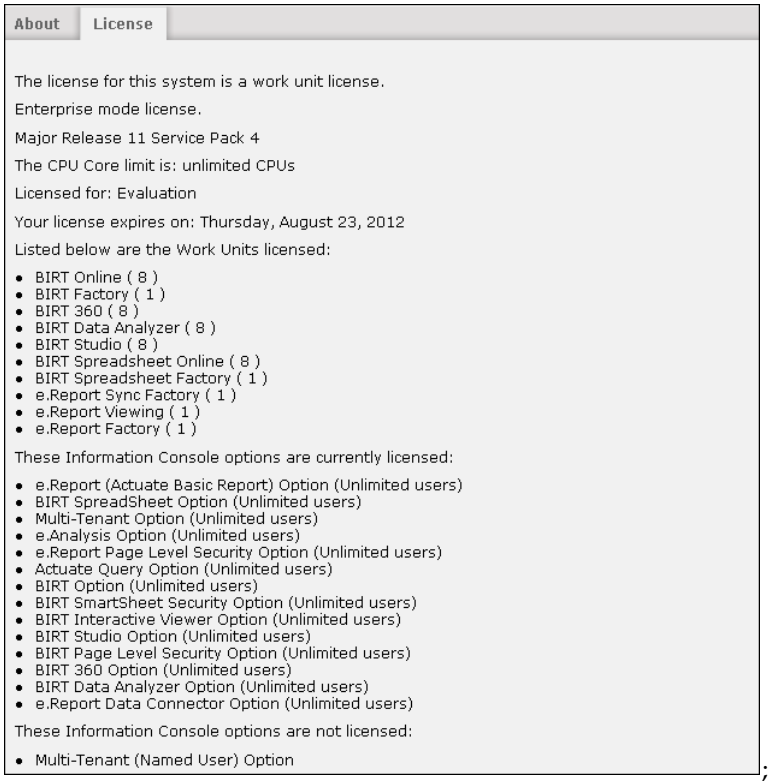 About License
The license for this system is a work unit license.
Enterprise mode license.
Major Release 11 Service Pack 4
The CPU Core limit is: unlimited CPUs
Licensed for: Evaluation
Your license expires on: Thursday, August 23, 2012
Listed below are the Work Units licensed:
• BIRT Online ( 8 )
• BIRT Factory ( 1 )
• BIRT 360 ( 8 )
• BIRT Data Analyzer ( 8 )
• BIRT Studio ( 8 )
• BIRT Spreadsheet Online ( 8 )
• BIRT Spreadsheet Factory ( 1 )
• e.Report Sync Factory ( 1 )
• e.Report Viewing ( 1 )
• e.Report Factory ( 1 )
These Information Console options are currently licensed:
• e.Report (Actuate Basic Report) Option (Unlimited users)
• BIRT SpreadSheet Option (Unlimited users)
• Multi-Tenant Option (Unlimited users)
• e.Analysis Option (Unlimited users)
• e.Report Page Level Security Option (Unlimited users)
• Actuate Query Option (Unlimited users)
• BIRT Option (Unlimited users)
• BIRT SmartSheet Security Option (Unlimited users)
• BIRT Interactive Viewer Option (Unlimited users)
• BIRT Studio Option (Unlimited users)
• BIRT Page Level Security Option (Unlimited users)
• BIRT 360 Option (Unlimited users)
• BIRT Data Analyzer Option (Unlimited users)
• e.Report Data Connector Option (Unlimited users)
These Information Console options are not licensed:
• Multi-Tenant (Named User) Option
;